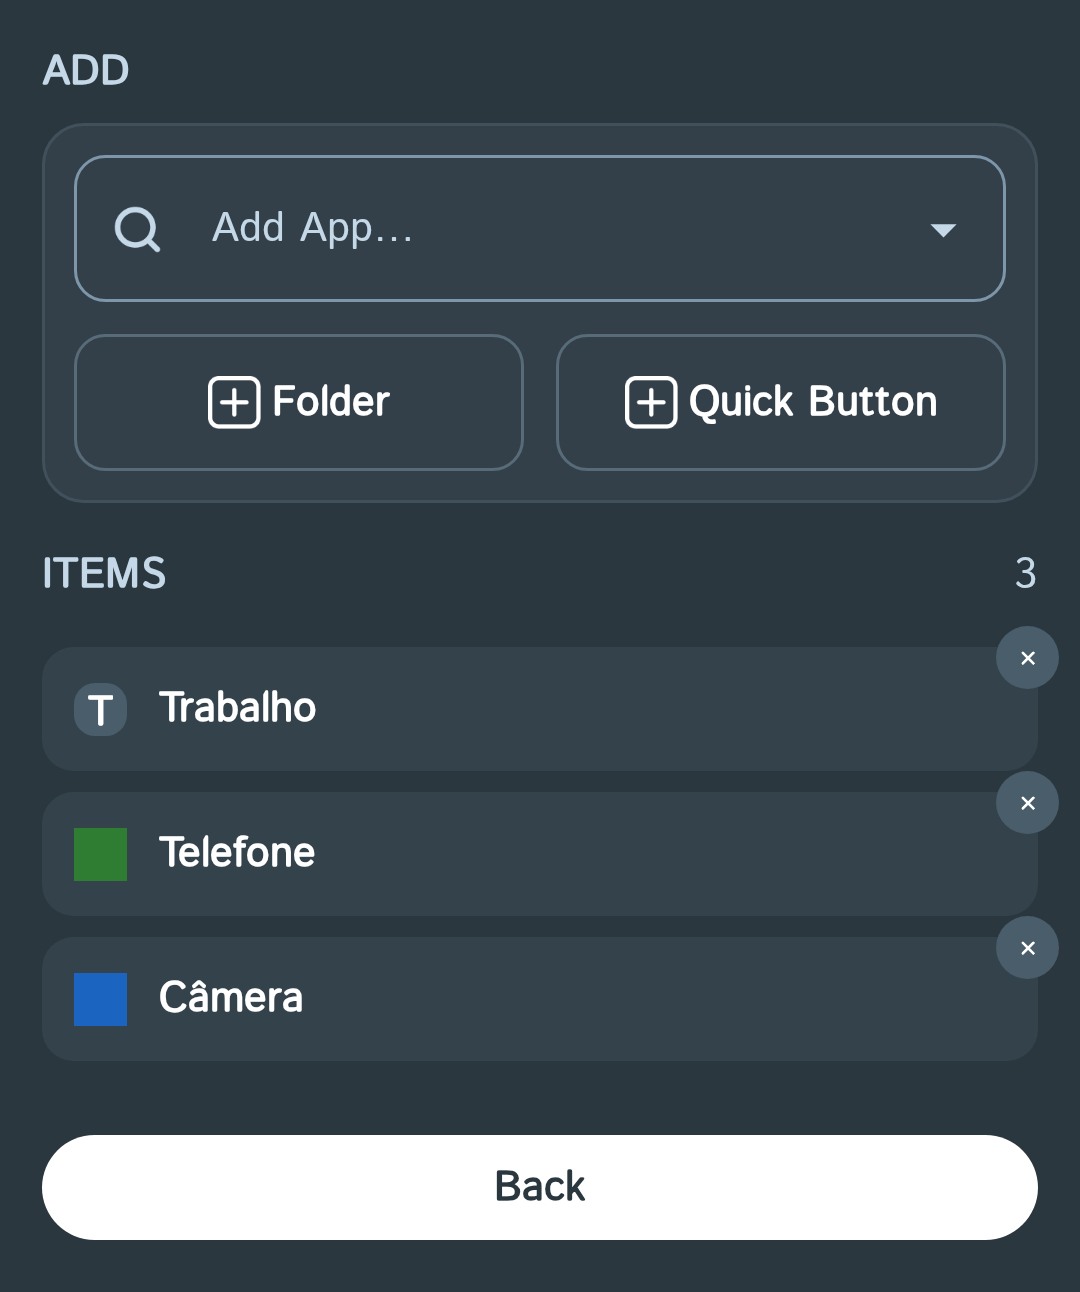 ADD
Add App...
Folder
Quick Button
ITEMS
3
T Trabalho
Telefone
Câmera
Back